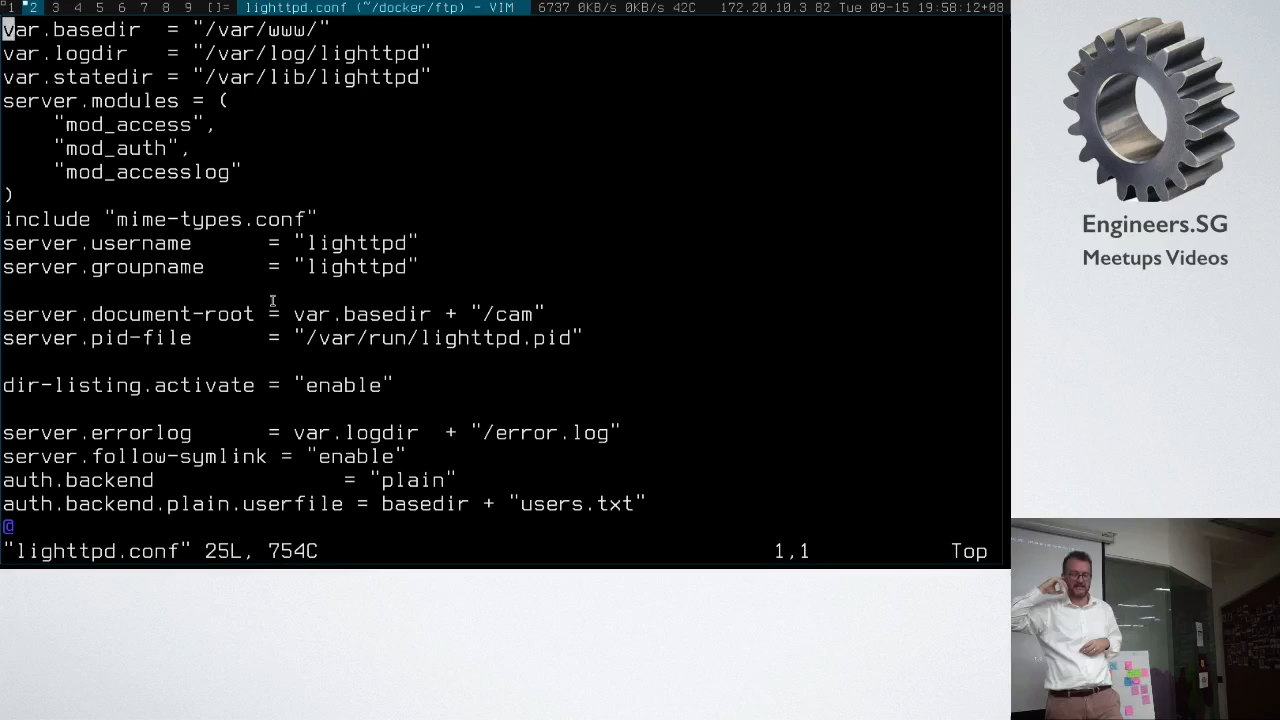 1 2 3 4 5 6 7 8 9 []= lighttpd.conf (~/docker/ftp) - VIM 6737 0KB/s 0KB/s 42C 172.20.10.3 82 Tue 09-15 19:58:12+08
var.basedir  = "/var/www/"
var.logdir   = "/var/log/lighttpd"
var.statedir = "/var/lib/lighttpd"
server.modules = (
    "mod_access",
    "mod_auth",
    "mod_accesslog"
)
include "mime-types.conf"
server.username      = "lighttpd"
server.groupname     = "lighttpd"
server.document-root = var.basedir + "/cam"
server.pid-file      = "/var/run/lighttpd.pid"
dir-listing.activate = "enable"
server.errorlog      = var.logdir  + "/error.log"
server.follow-symlink = "enable"
auth.backend               = "plain"
auth.backend.plain.userfile = basedir + "users.txt"
@
"lighttpd.conf" 25L, 754C 1,1 Top
Engineers.SG
Meetups Videos